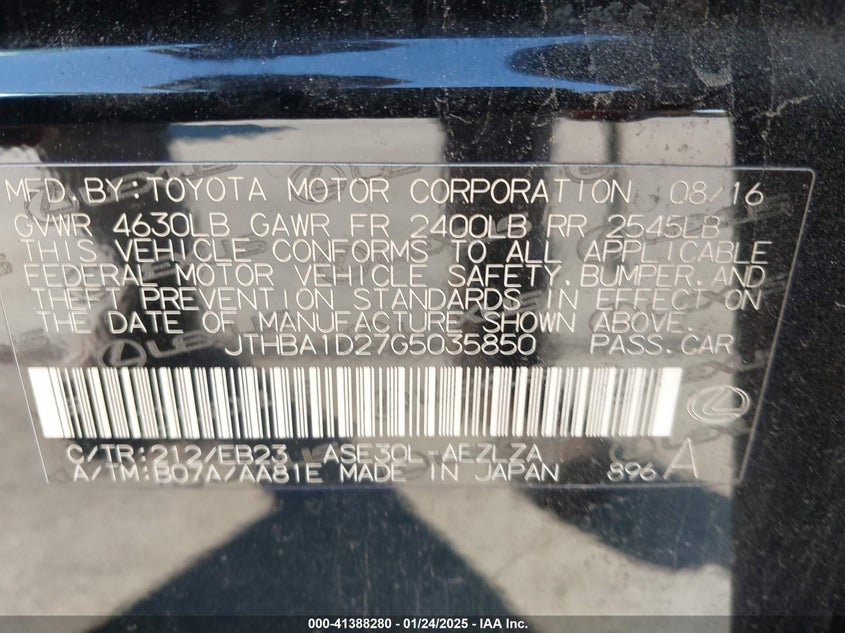 MFD.BY:TOYOTA MOTOR CORPORATION 08/16
GVWR 4630LB GAWR FR 2400LB RR 2545LB
THIS VEHICLE CONFORMS TO ALL APPLICABLE
FEDERAL MOTOR VEHICLE SAFETY,BUMPER,AND
THEFT PREVENTION STANDARDS IN EFFECT ON
THE DATE OF MANUFACTURE SHOWN ABOVE.
JTHBA1D27G5035850 PASS.CAR
C/TR:212/EB23 ASE30L-AEZLZA
A/TM:B07A/AA81E MADE IN JAPAN 896 A
000-41388280 - 01/24/2025 - IAA Inc.